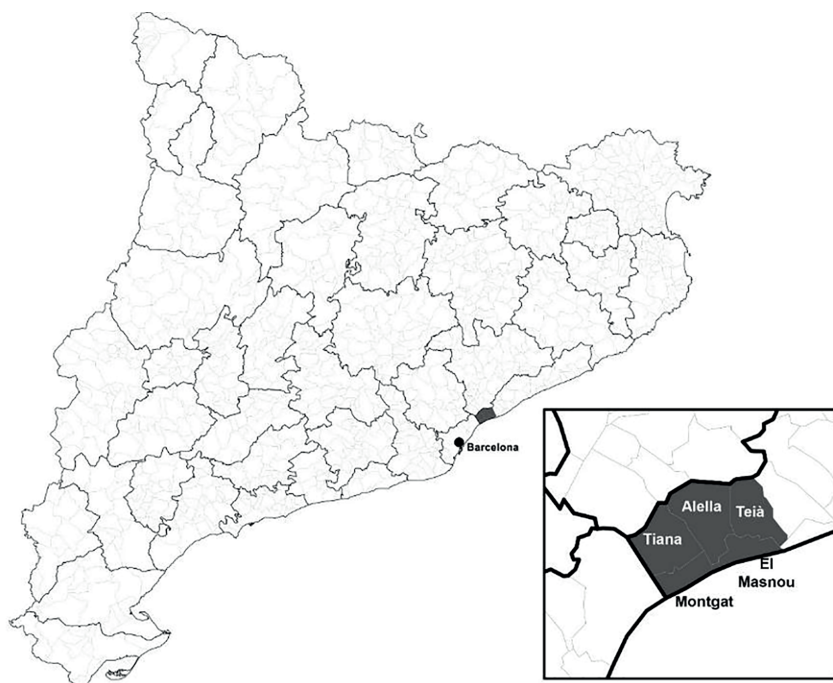 Barcelona
Alella
Teià
Tiana
El
Masnou
Montgat